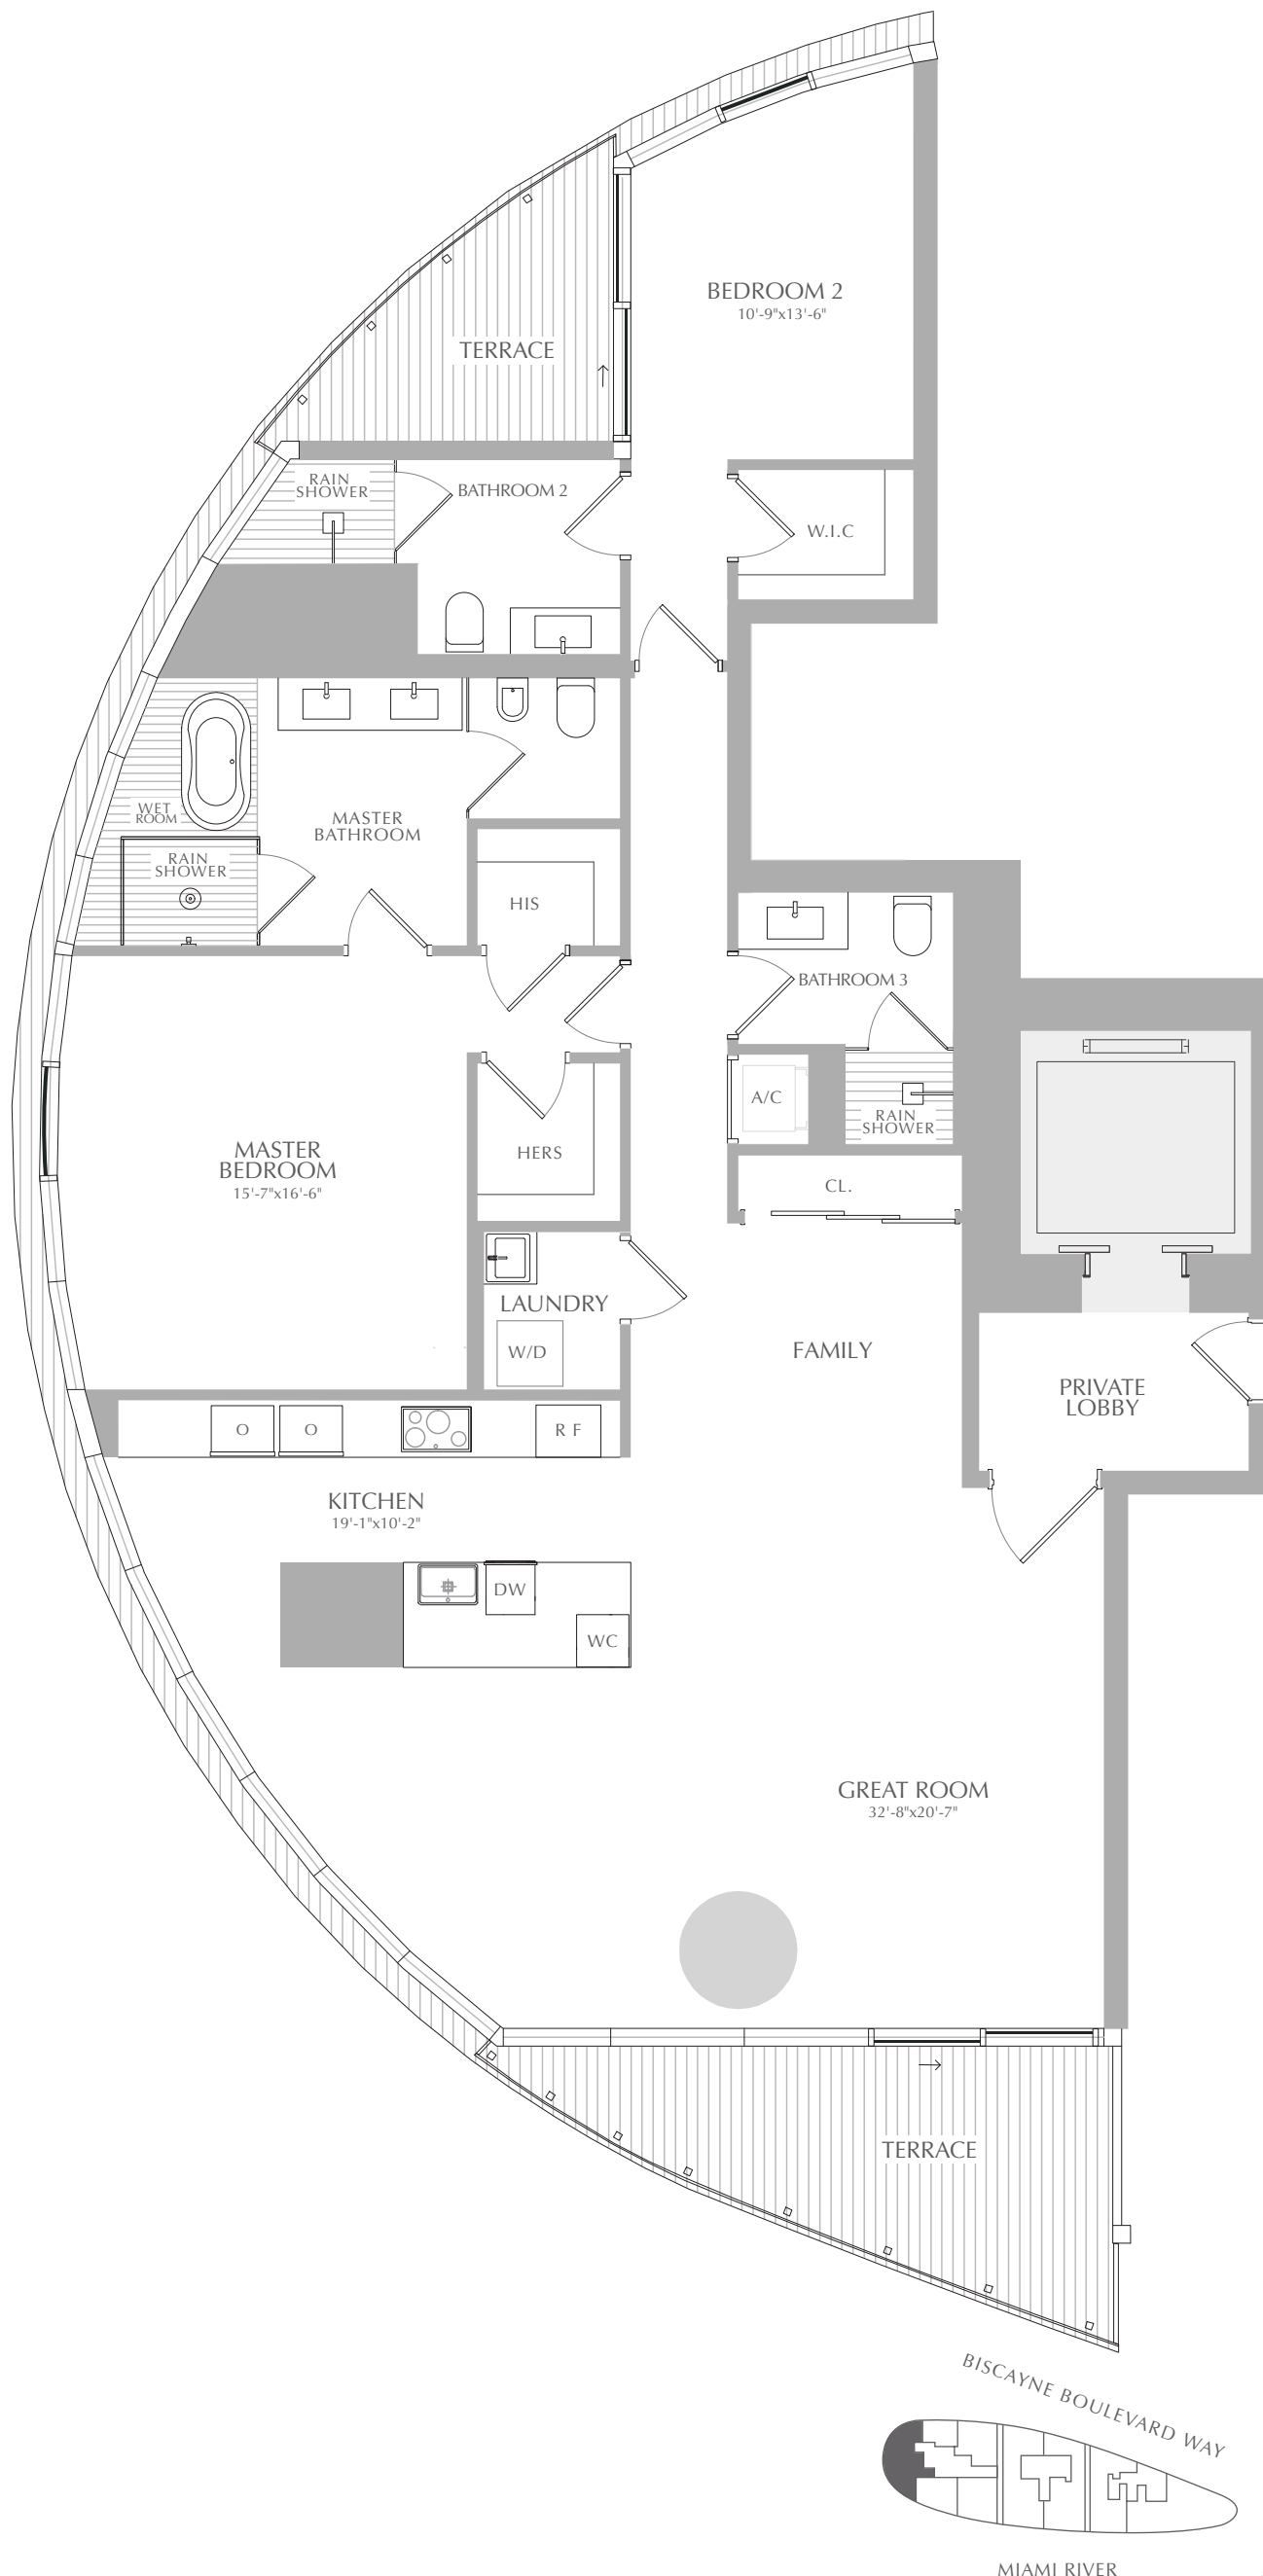 BEDROOM 2
10'-9"x13'-6"
TERRACE
RAIN
SHOWER
BATHROOM 2
W.I.C
WET
ROOM
MASTER
BATHROOM
RAIN
SHOWER
HIS
BATHROOM 3
A/C
RAIN
SHOWER
MASTER
BEDROOM
15'-7"x16'-6"
HERS
CL.
LAUNDRY
W/D
FAMILY
PRIVATE
LOBBY
O
O
R F
KITCHEN
19'-1"x10'-2"
DW
WC
GREAT ROOM
32'-8"x20'-7"
TERRACE
BISCAYNE BOULEVARD WAY
MIAMI RIVER